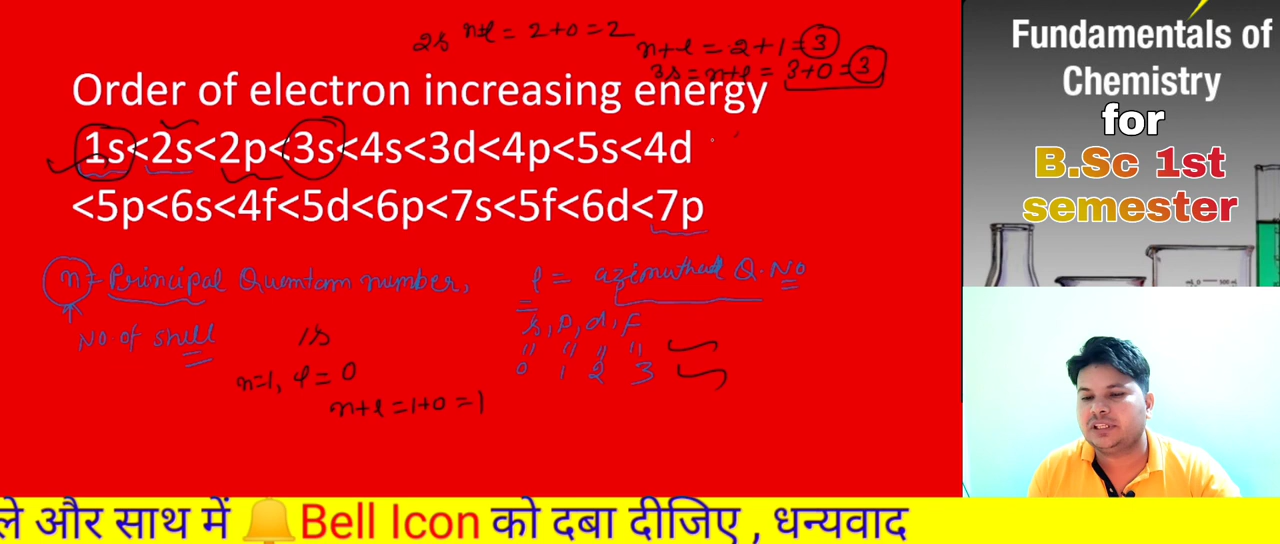 2s n+l = 2+0=2
n+l = 2+1=3
3s=n+l = 3+0=3
Order of electron increasing energy
1s<2s<2p<3s<4s<3d<4p<5s<4d
<5p<6s<4f<5d<6p<7s<5f<6d<7p
n= Principal Quantum number, l = azimuthal Q.NO
NO of shell
s, p, d, f
" " " "
0 1 2 3
1s
n=1, l=0
n+l=1+0=1
Fundamentals of
Chemistry
for
B.Sc 1st
semester
ले और साथ में 🔔Bell Icon को दबा दीजिए , धन्यवाद